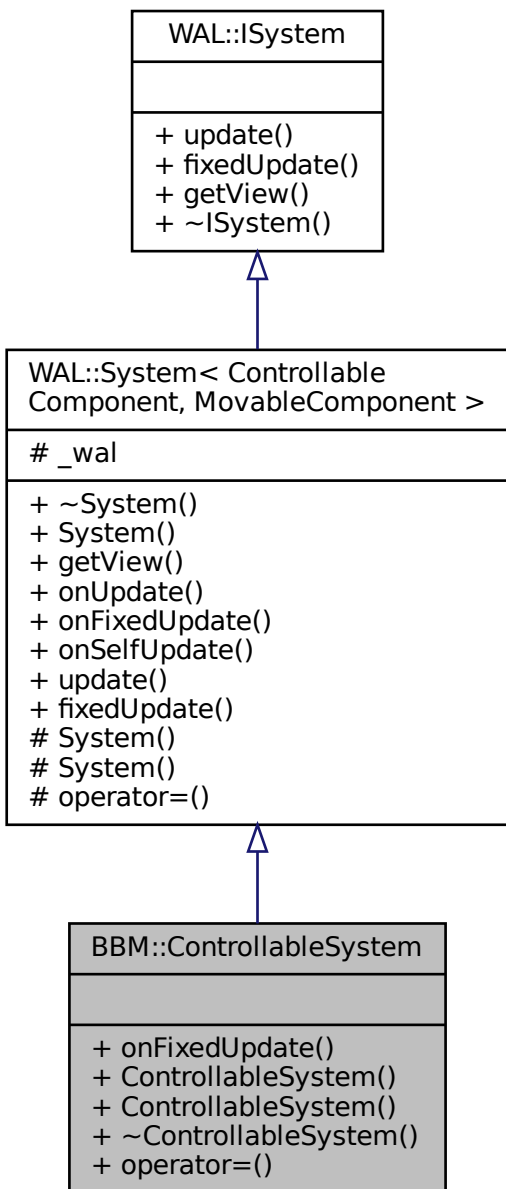 WAL::ISystem
+ update()
+ fixedUpdate()
+ getView()
+ ~ISystem()
WAL::System< Controllable
Component, MovableComponent >
# _wal
+ ~System()
+ System()
+ getView()
+ onUpdate()
+ onFixedUpdate()
+ onSelfUpdate()
+ update()
+ fixedUpdate()
# System()
# System()
# operator=()
BBM::ControllableSystem
+ onFixedUpdate()
+ ControllableSystem()
+ ControllableSystem()
+ ~ControllableSystem()
+ operator=()